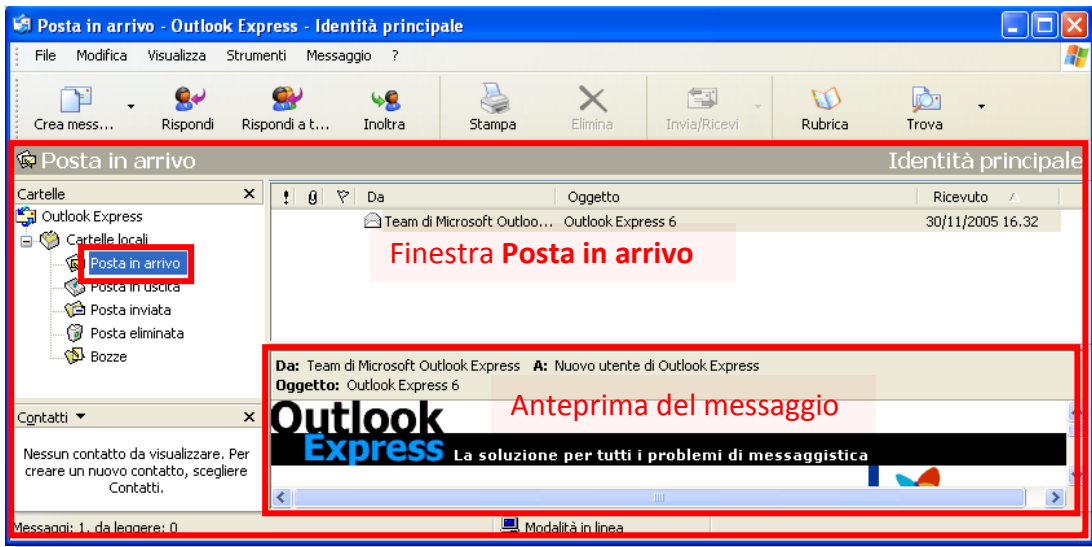 Posta in arrivo - Outlook Express - Identità principale
File Modifica Visualizza Strumenti Messaggio ?
Crea mess... Rispondi Rispondi a t... Inoltra Stampa Elimina Invia/Ricevi Rubrica Trova
Posta in arrivo Identità principale
Cartelle
Outlook Express
Cartelle locali
Posta in arrivo
Posta in uscita
Posta inviata
Posta eliminata
Bozze
Contatti
Nessun contatto da visualizzare. Per
creare un nuovo contatto, scegliere
Contatti.
! Da Oggetto Ricevuto
Team di Microsoft Outloo... Outlook Express 6 30/11/2005 16.32
Finestra Posta in arrivo
Da: Team di Microsoft Outlook Express A: Nuovo utente di Outlook Express
Oggetto: Outlook Express 6
Anteprima del messaggio
Outlook
Express La soluzione per tutti i problemi di messaggistica
Messaggi: 1, da leggere: 0 Modalità in linea